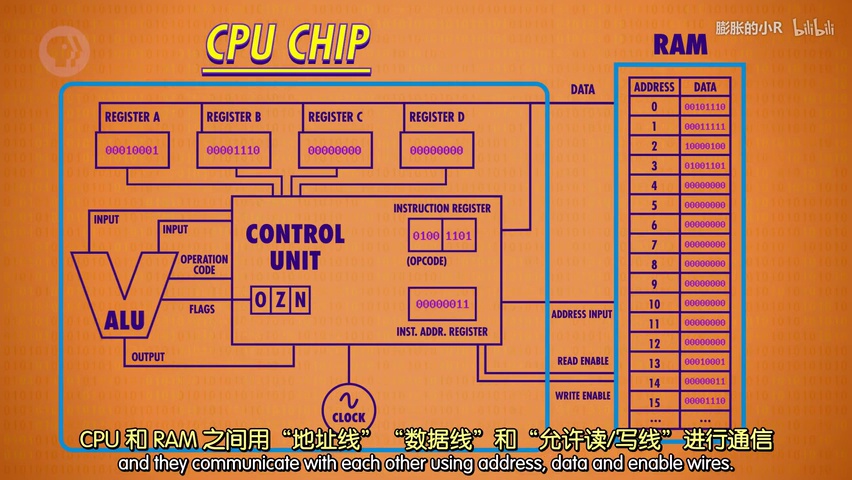 膨胀的小R bilibili
CPU CHIP
RAM
DATA
ADDRESS DATA
REGISTER A REGISTER B REGISTER C REGISTER D
00010001 00001110 00000000 00000000
0 00101110
1 00011111
2 10000100
3 01001101
4 00000000
5 00000000
6 00000000
7 00000000
8 00000000
9 00000000
10 00000000
11 00000000
12 00000000
13 00010001
14 00000011
15 00001110
... ...
INPUT
INPUT
OPERATION
CODE
FLAGS
ALU
OUTPUT
CONTROL
UNIT
O Z N
INSTRUCTION REGISTER
0100 1101
(OPCODE)
00000011
INST. ADDR. REGISTER
ADDRESS INPUT
READ ENABLE
WRITE ENABLE
CLOCK
CPU 和 RAM 之间用“地址线”“数据线”和“允许读/写线”进行通信
and they communicate with each other using address, data and enable wires.